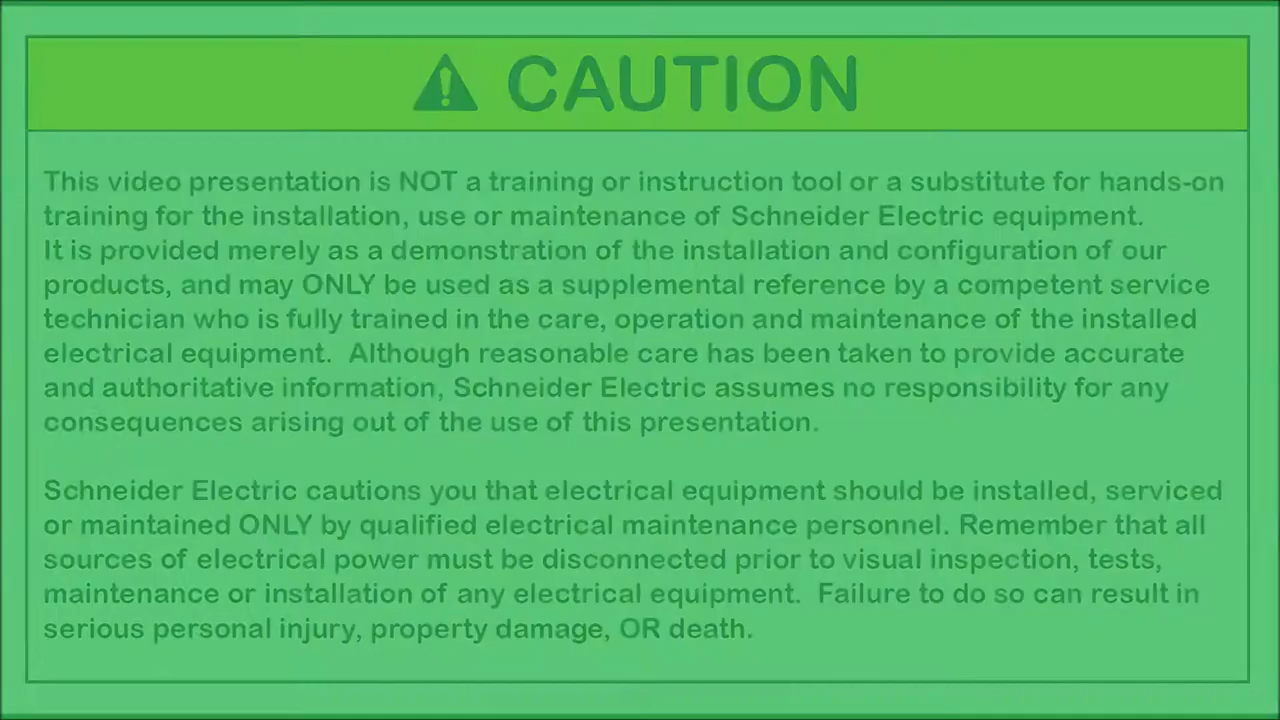 CAUTION
This video presentation is NOT a training or instruction tool or a substitute for hands-on
training for the installation, use or maintenance of Schneider Electric equipment.
It is provided merely as a demonstration of the installation and configuration of our
products, and may ONLY be used as a supplemental reference by a competent service
technician who is fully trained in the care, operation and maintenance of the installed
electrical equipment.  Although reasonable care has been taken to provide accurate
and authoritative information, Schneider Electric assumes no responsibility for any
consequences arising out of the use of this presentation.
Schneider Electric cautions you that electrical equipment should be installed, serviced
or maintained ONLY by qualified electrical maintenance personnel. Remember that all
sources of electrical power must be disconnected prior to visual inspection, tests,
maintenance or installation of any electrical equipment.  Failure to do so can result in
serious personal injury, property damage, OR death.